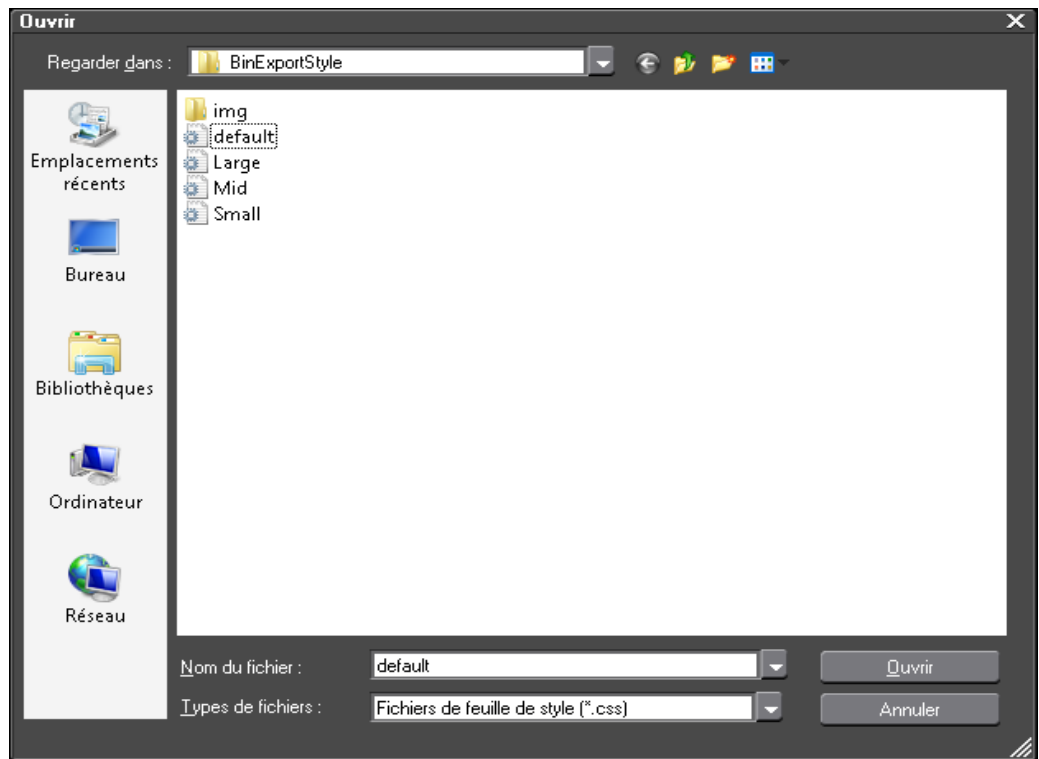 Ouvrir
Regarder dans :
BinExportStyle
Emplacements
récents
Bureau
Bibliothèques
Ordinateur
Réseau
img
default
Large
Mid
Small
Nom du fichier :
default
Ouvrir
Types de fichiers :
Fichiers de feuille de style (*.css)
Annuler